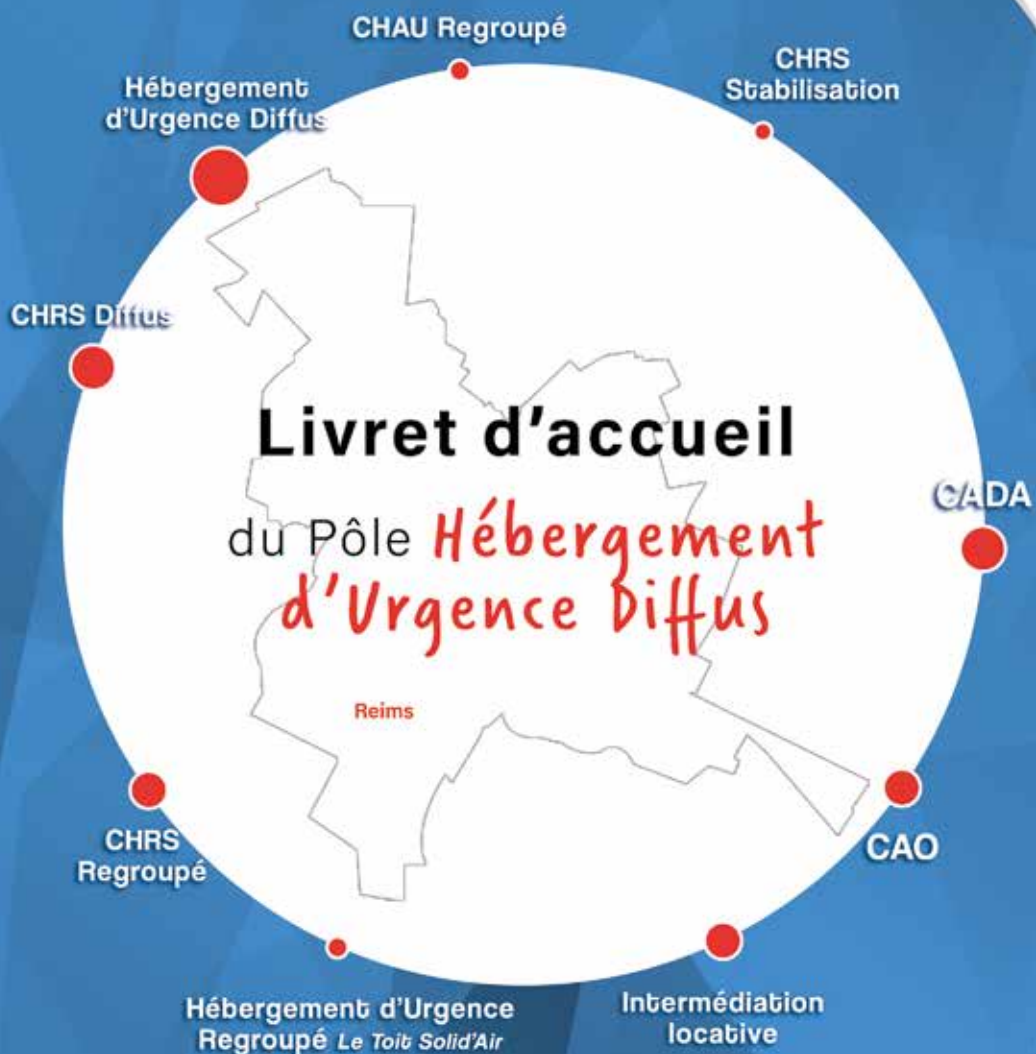 CHAU Regroupé
CHRS
Stabilisation
Hébergement
d'Urgence Diffus
CHRS Diffus
Livret d'accueil
du Pôle Hébergement
d'Urgence Diffus
CADA
Reims
CHRS
Regroupé
CAO
Hébergement d'Urgence
Regroupé Le Toit Solid'Air
Intermédiation
locative